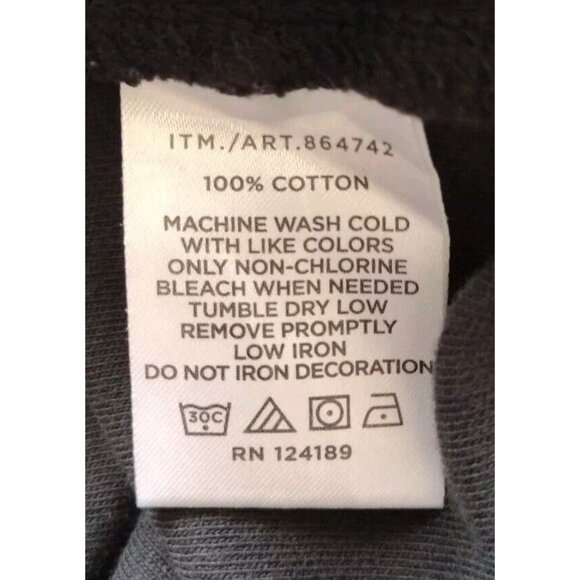 ITM./ART.864742
100% COTTON
MACHINE WASH COLD
WITH LIKE COLORS
ONLY NON-CHLORINE
BLEACH WHEN NEEDED
TUMBLE DRY LOW
REMOVE PROMPTLY
LOW IRON
DO NOT IRON DECORATION
30C
RN 124189